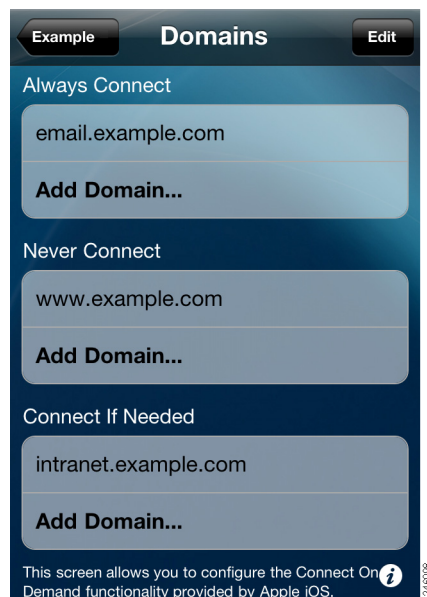 Example Domains Edit
Always Connect
email.example.com
Add Domain...
Never Connect
www.example.com
Add Domain...
Connect If Needed
intranet.example.com
Add Domain...
This screen allows you to configure the Connect On
Demand functionality provided by Apple iOS.